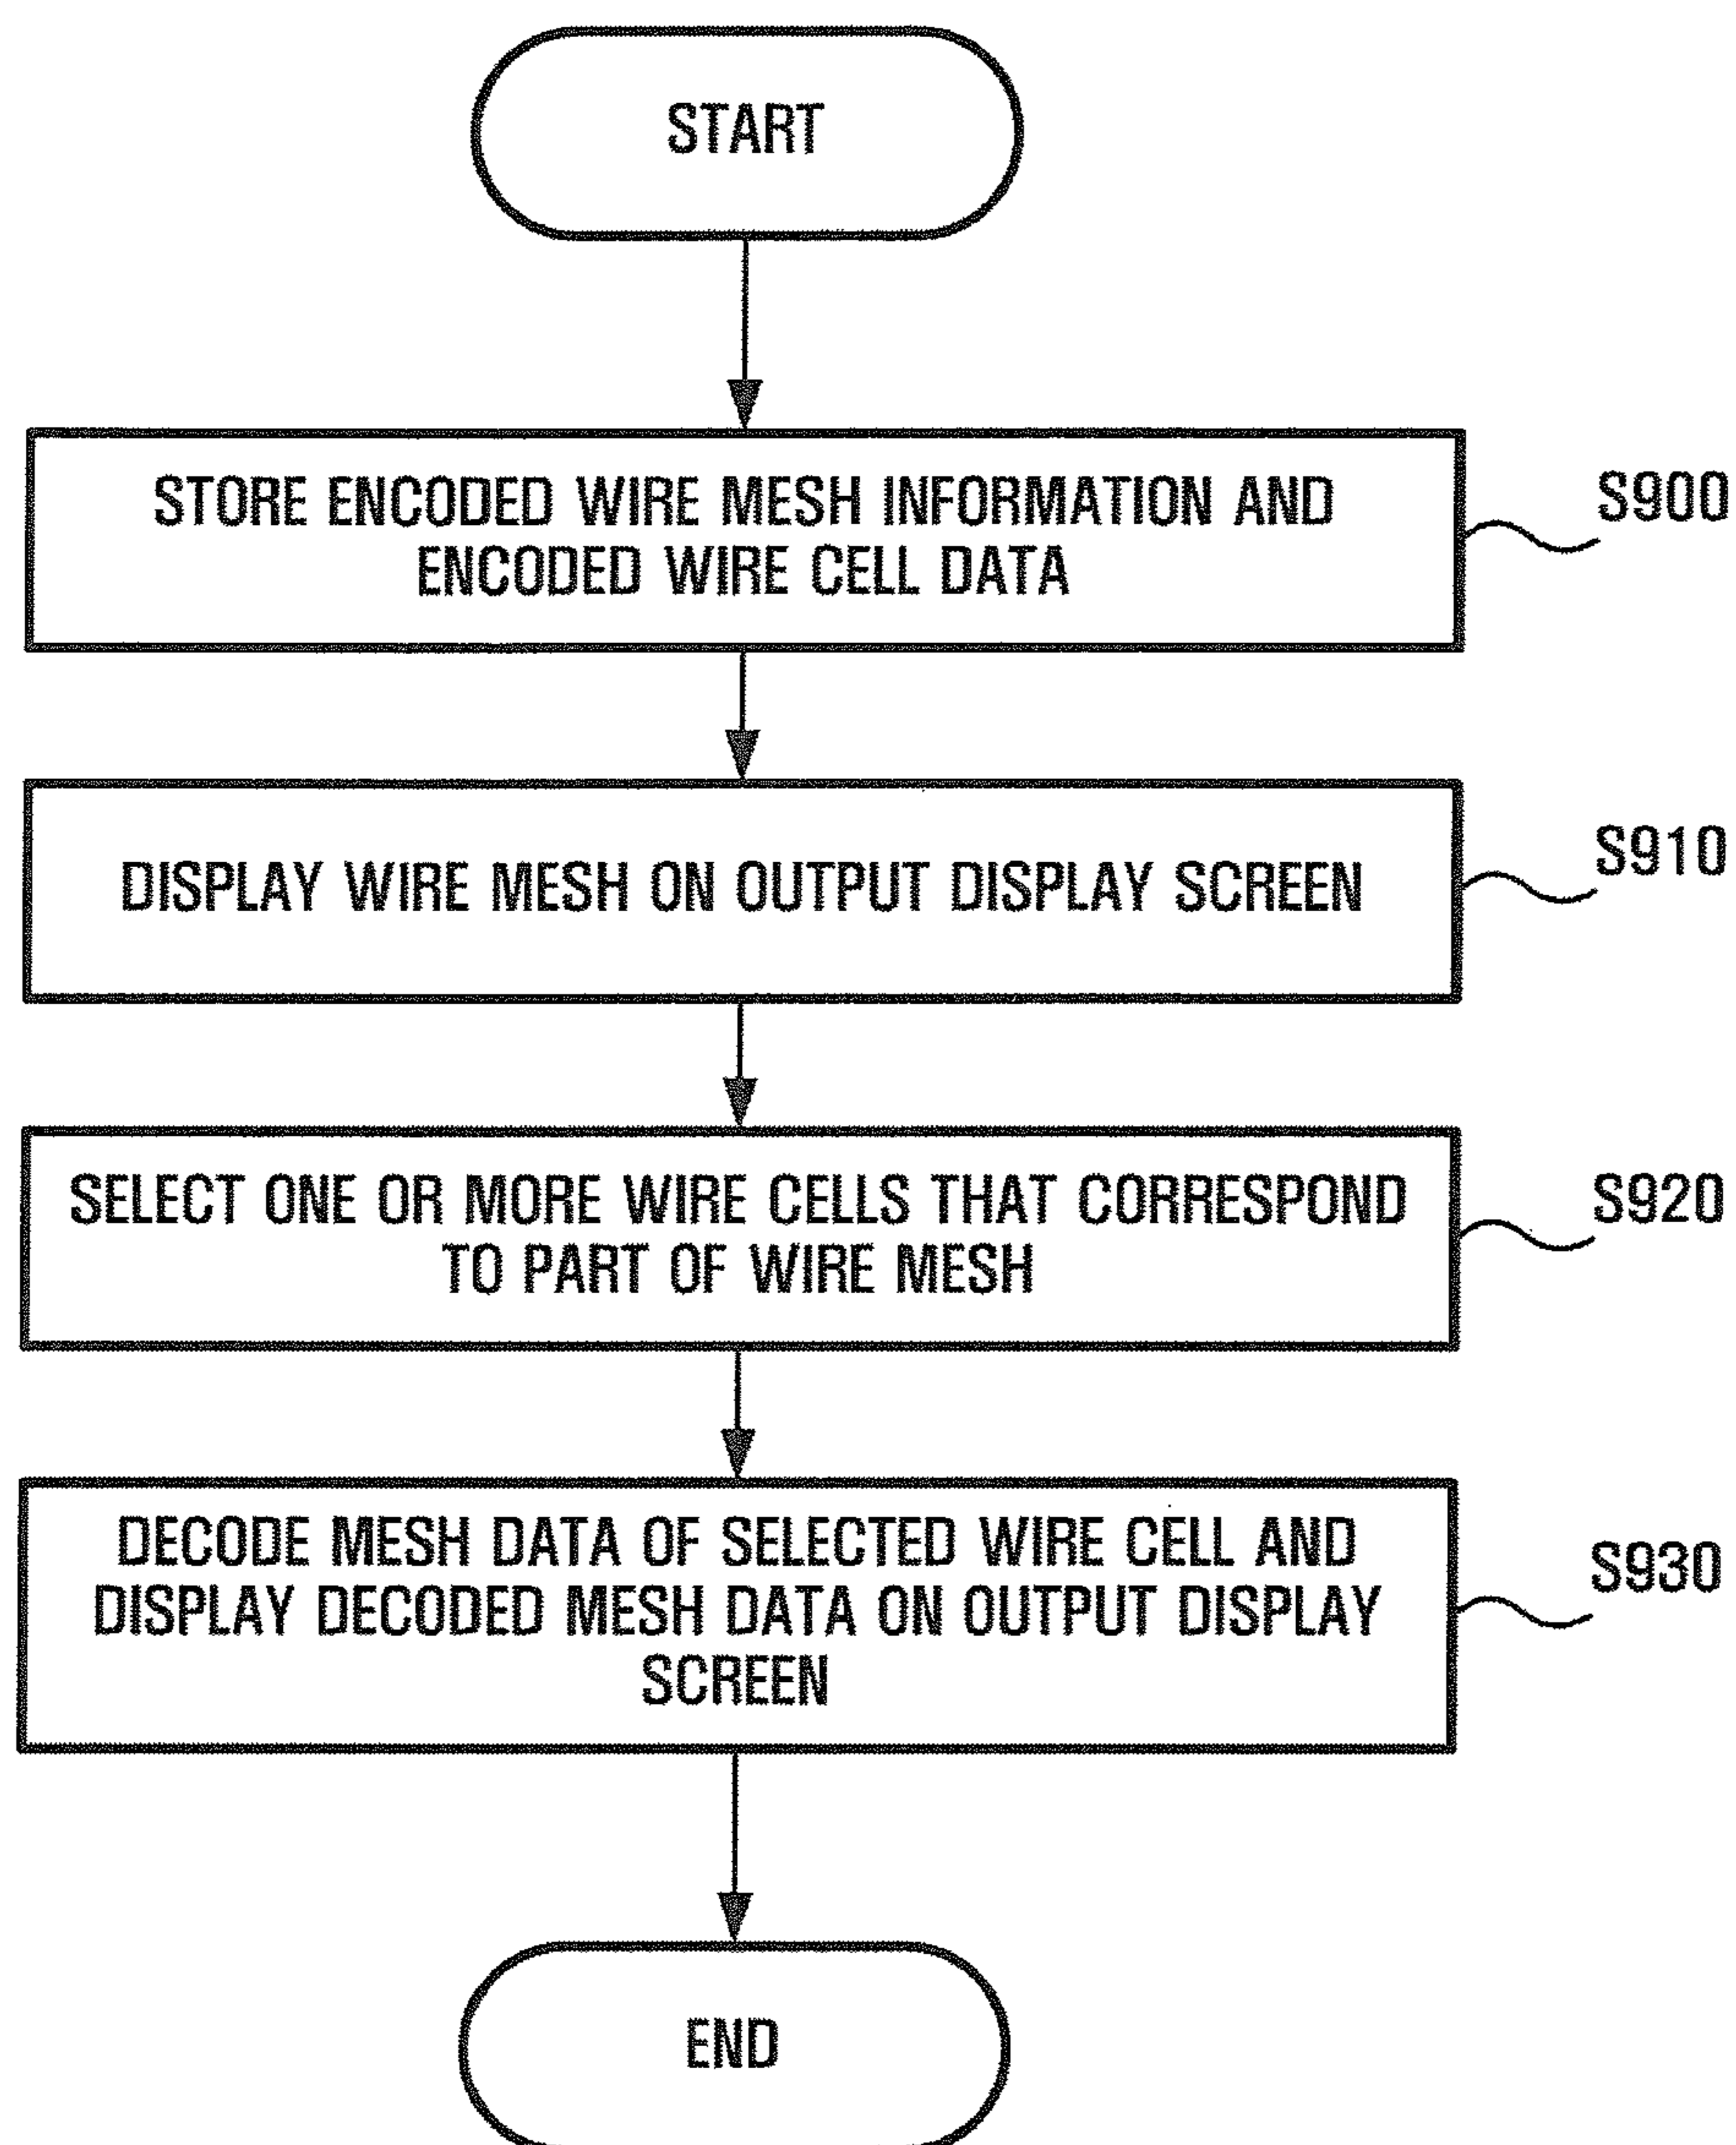 START
STORE ENCODED WIRE MESH INFORMATION AND
ENCODED WIRE CELL DATA
S900
DISPLAY WIRE MESH ON OUTPUT DISPLAY SCREEN
S910
SELECT ONE OR MORE WIRE CELLS THAT CORRESPOND
TO PART OF WIRE MESH
S920
DECODE MESH DATA OF SELECTED WIRE CELL AND
DISPLAY DECODED MESH DATA ON OUTPUT DISPLAY
SCREEN
S930
END